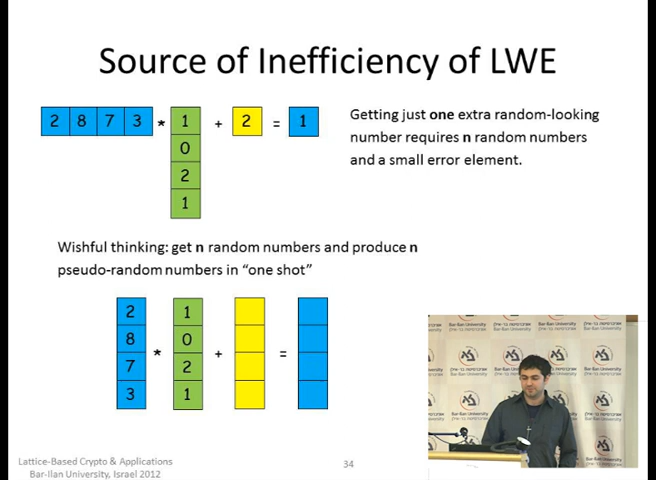 Source of Inefficiency of LWE
2 8 7 3 * 1 + 2 = 1
0
2
1
Getting just one extra random-looking
number requires n random numbers
and a small error element.
Wishful thinking: get n random numbers and produce n
pseudo-random numbers in "one shot"
2 1
8 0
* + =
7 2
3 1
Lattice-Based Crypto & Applications
Bar-Ilan University, Israel 2012
34
Bar-Ilan University